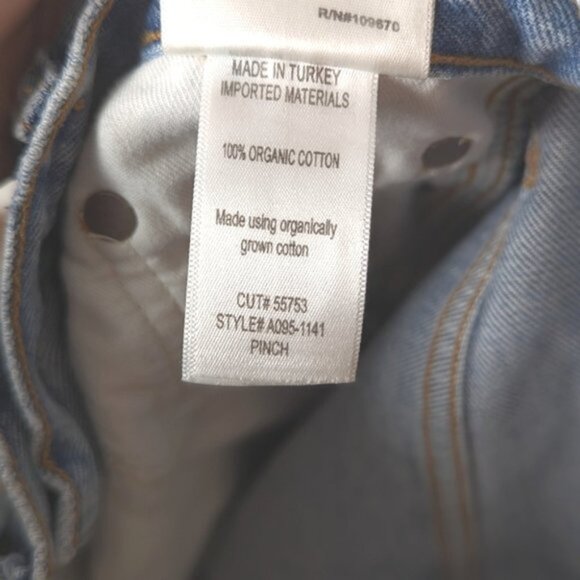 R/N#109870
MADE IN TURKEY
IMPORTED MATERIALS
100% ORGANIC COTTON
Made using organically
grown cotton
CUT# 55753
STYLE# A095-1141
PINCH